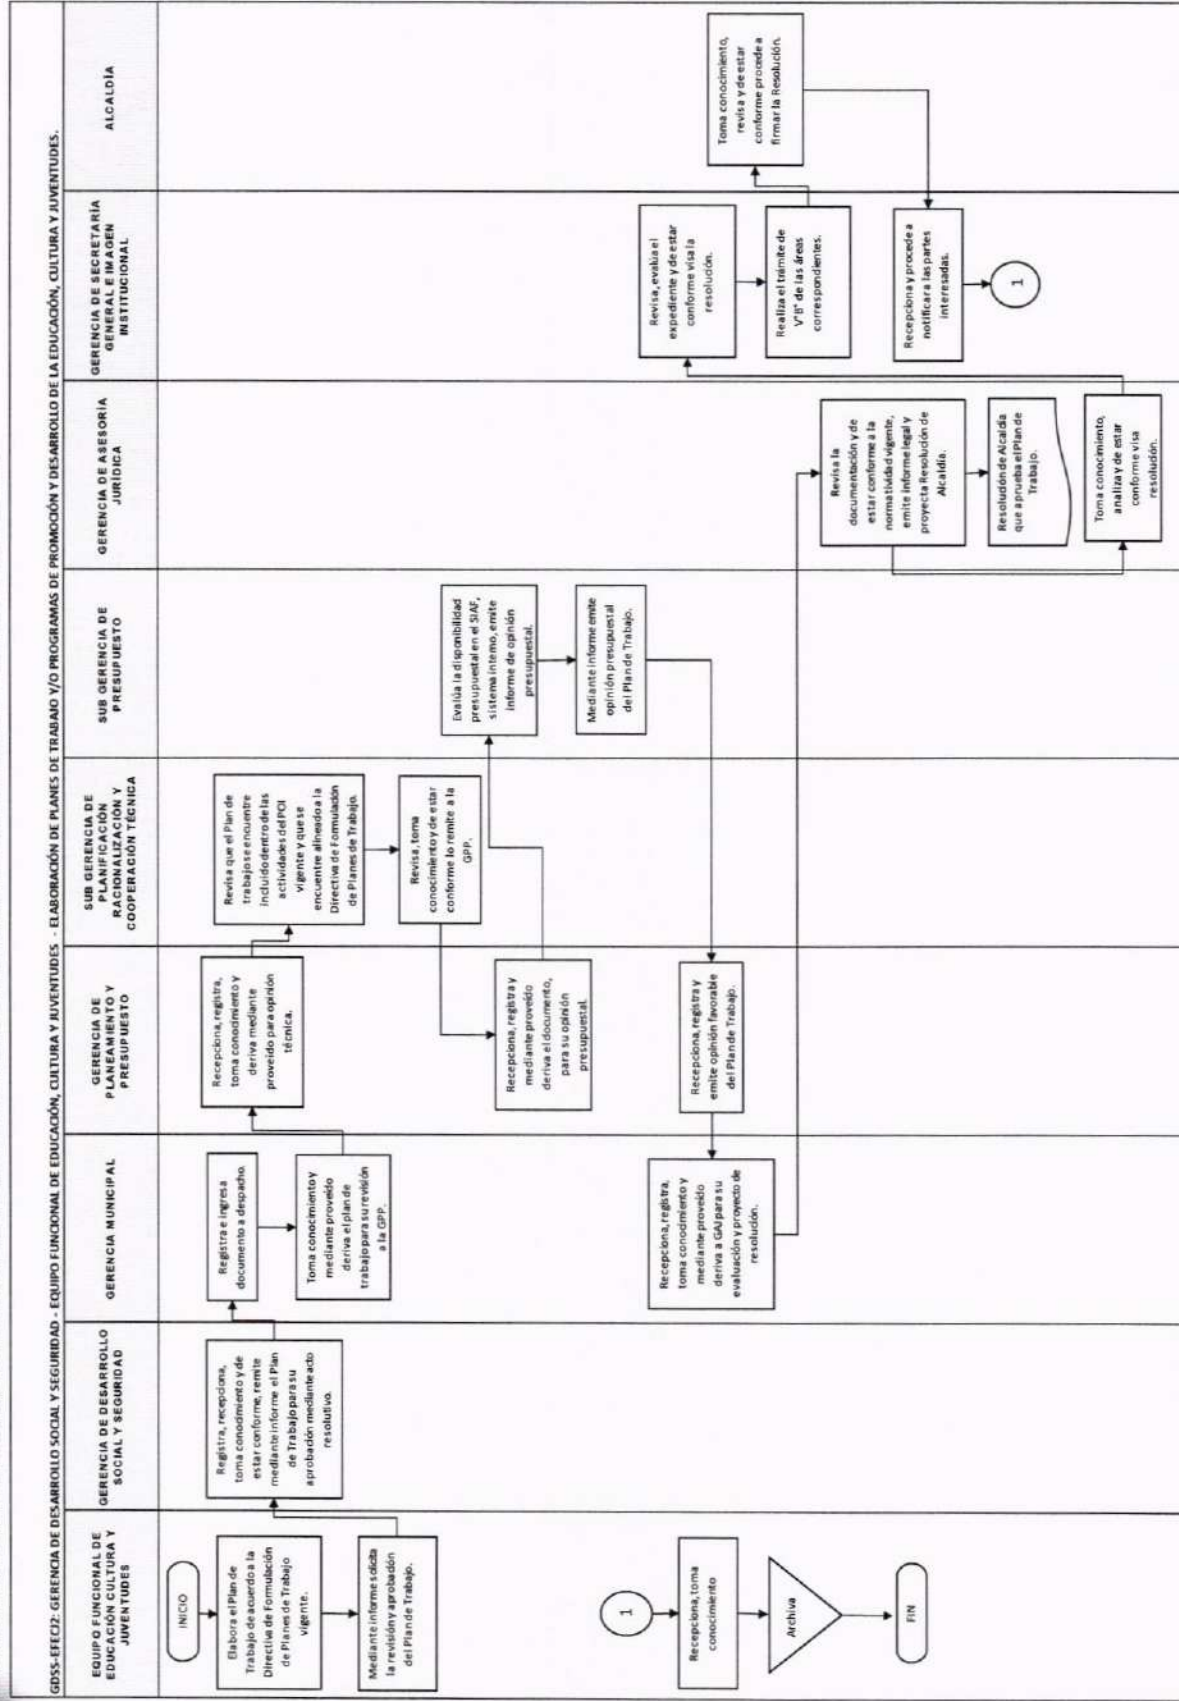 GDSS-EFECJ2: GERENCIA DE DESARROLLO SOCIAL Y SEGURIDAD - EQUIPO FUNCIONAL DE EDUCACIÓN, CULTURA Y JUVENTUDES - ELABORACIÓN DE PLANES DE TRABAJO Y/O PROGRAMAS DE PROMOCIÓN Y DESARROLLO DE LA EDUCACIÓN, CULTURA Y JUVENTUDES.
EQUIPO FUNCIONAL DE
EDUCACIÓN CULTURA Y
JUVENTUDES
GERENCIA DE DESARROLLO
SOCIAL Y SEGURIDAD
GERENCIA MUNICIPAL
GERENCIA DE
PLANEAMIENTO Y
PRESUPUESTO
SUB GERENCIA DE
PLANIFICACIÓN
RACIONALIZACIÓN Y
COOPERACIÓN TÉCNICA
SUB GERENCIA DE
PRESUPUESTO
GERENCIA DE ASESORÍA
JURÍDICA
GERENCIA DE SECRETARÍA
GENERAL E IMAGEN
INSTITUCIONAL
ALCALDÍA
INICIO
Elabora el Plan de
Trabajo de acuerdo a la
Directiva de Formulación
de Planes de Trabajo
vigente.
Mediante informe solicita
la revisión y aprobación
del Plan de Trabajo.
Registra, recepciona,
toma conocimiento y de
estar conforme, remite
mediante informe el Plan
de Trabajo para su
aprobación mediante acto
resolutivo.
Registra e ingresa
documento a despacho.
Toma conocimiento y
mediante proveído
deriva el plan de
trabajo para su revisión
a la GPP.
Recepciona, registra,
toma conocimiento y
deriva mediante
proveído para opinión
técnica.
Revisa que el Plan de
trabajo se encuentre
incluido dentro de las
actividades del POI
vigente y que se
encuentre alineado a la
Directiva de Formulación
de Planes de Trabajo.
Revisa, toma
conocimiento y de estar
conforme lo remite a la
GPP.
Recepciona, registra y
mediante proveído
deriva el documento,
para su opinión
presupuestal.
Evalúa la disponibilidad
presupuestal en el SIAF,
sistema interno, emite
informe de opinión
presupuestal.
Mediante informe emite
opinión presupuestal
del Plan de Trabajo.
Recepciona, registra y
emite opinión favorable
del Plan de Trabajo.
Recepciona, registra,
toma conocimiento y
mediante proveído
deriva a GAJ para su
evaluación y proyecto de
resolución.
Revisa la
documentación y de
estar conforme a la
normatividad vigente,
emite informe legal y
proyecta Resolución de
Alcaldía.
Resolución de Alcaldía
que aprueba el Plan de
Trabajo.
Toma conocimiento,
analiza y de estar
conforme visa
resolución.
Revisa, evalúa el
expediente y de estar
conforme visa la
resolución.
Realiza el trámite de
V°B° de las áreas
correspondientes.
Toma conocimiento,
revisa y de estar
conforme procede a
firmar la Resolución.
Recepciona y procede a
notificar a las partes
interesadas.
1
1
Recepciona, toma
conocimiento
Archiva
FIN